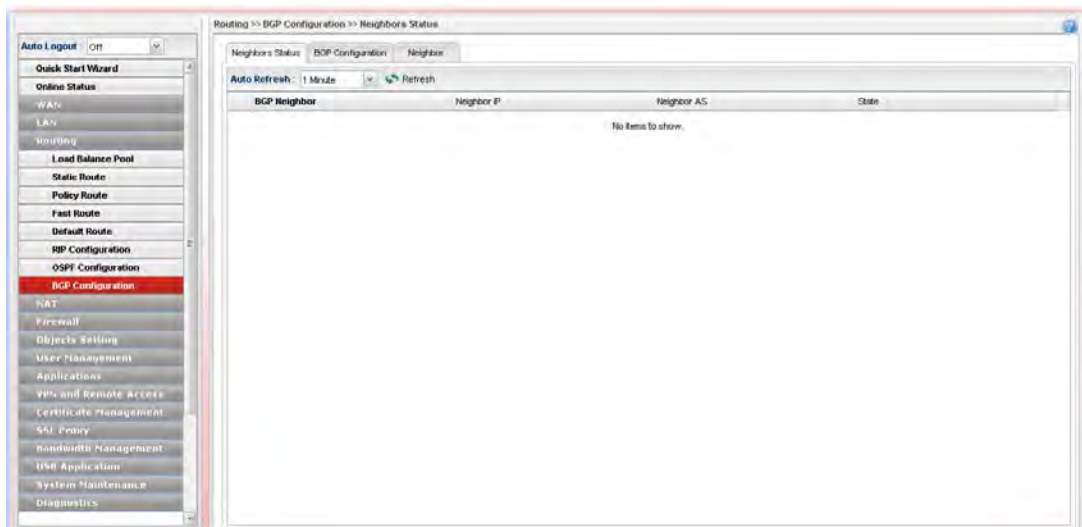 Routing >> BGP Configuration >> Neighbors Status
Auto Logout : Off
Quick Start Wizard
Online Status
WAN
LAN
Routing
Load Balance Pool
Static Route
Policy Route
Fast Route
Default Route
RIP Configuration
OSPF Configuration
BGP Configuration
NAT
Firewall
Objects Setting
User Management
Applications
VPN and Remote Access
Certificate Management
SSL Proxy
Bandwidth Management
USB Application
System Maintenance
Diagnostics
Neighbors Status BGP Configuration Neighbor
Auto Refresh : 1 Minute Refresh
BGP Neighbor Neighbor IP Neighbor AS State
No items to show.